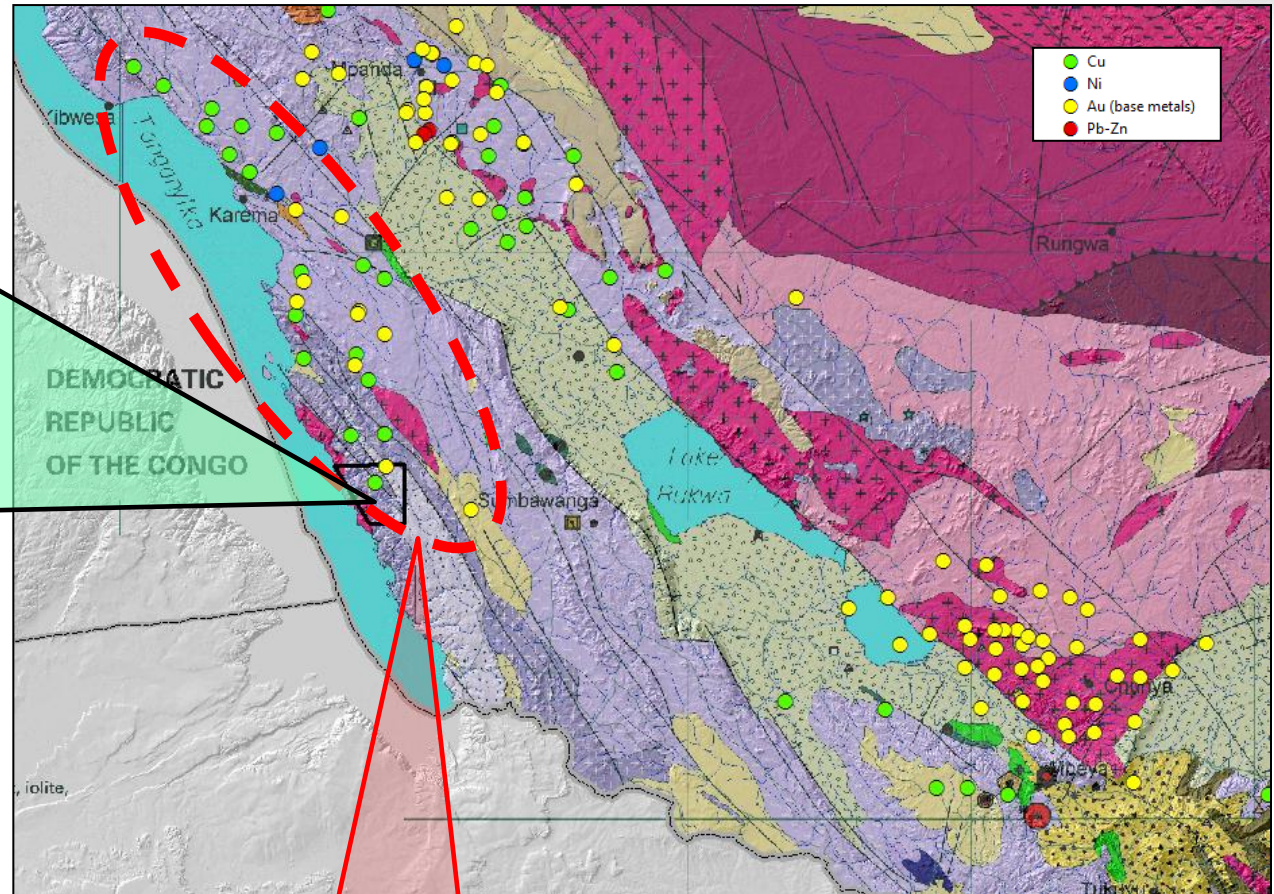 Cu
Ni
Au (base metals)
Pb-Zn
Mpanda
Kibwesa
Tanganyika
Karema
Rungwa
DEMOCRATIC
REPUBLIC
OF THE CONGO
Lake
Rukwa
Sumbawanga
Chunya
Mbeya
, iolite,